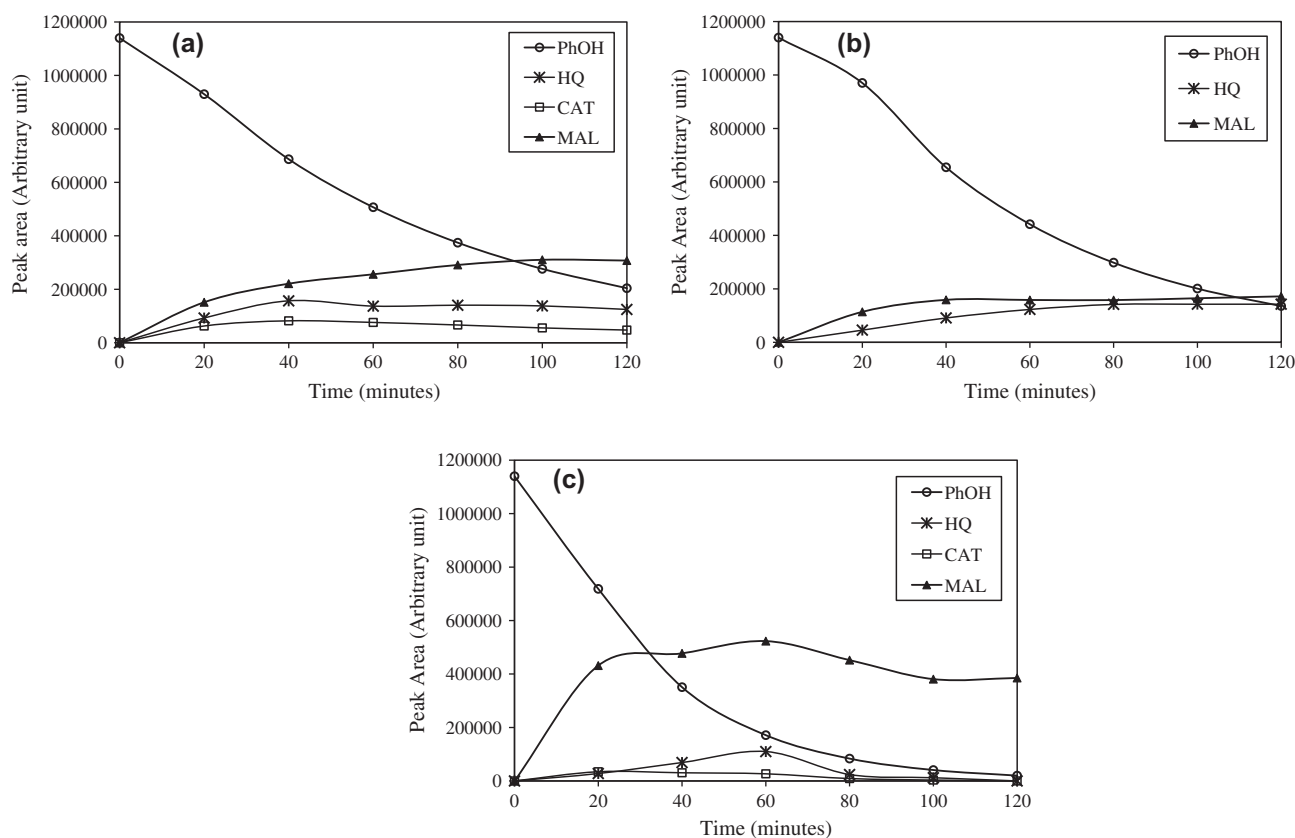 (a)
PhOH
HQ
CAT
MAL
1200000
1000000
800000
600000
400000
200000
0
Peak area (Arbitrary unit)
0 20 40 60 80 100 120
Time (minutes)
(b)
PhOH
HQ
MAL
1200000
1000000
800000
600000
400000
200000
0
Peak Area (Arbitrary unit)
0 20 40 60 80 100 120
Time (minutes)
(c)
PhOH
HQ
CAT
MAL
1200000
1000000
800000
600000
400000
200000
0
Peak Area (Arbitrary unit)
0 20 40 60 80 100 120
Time (minutes)